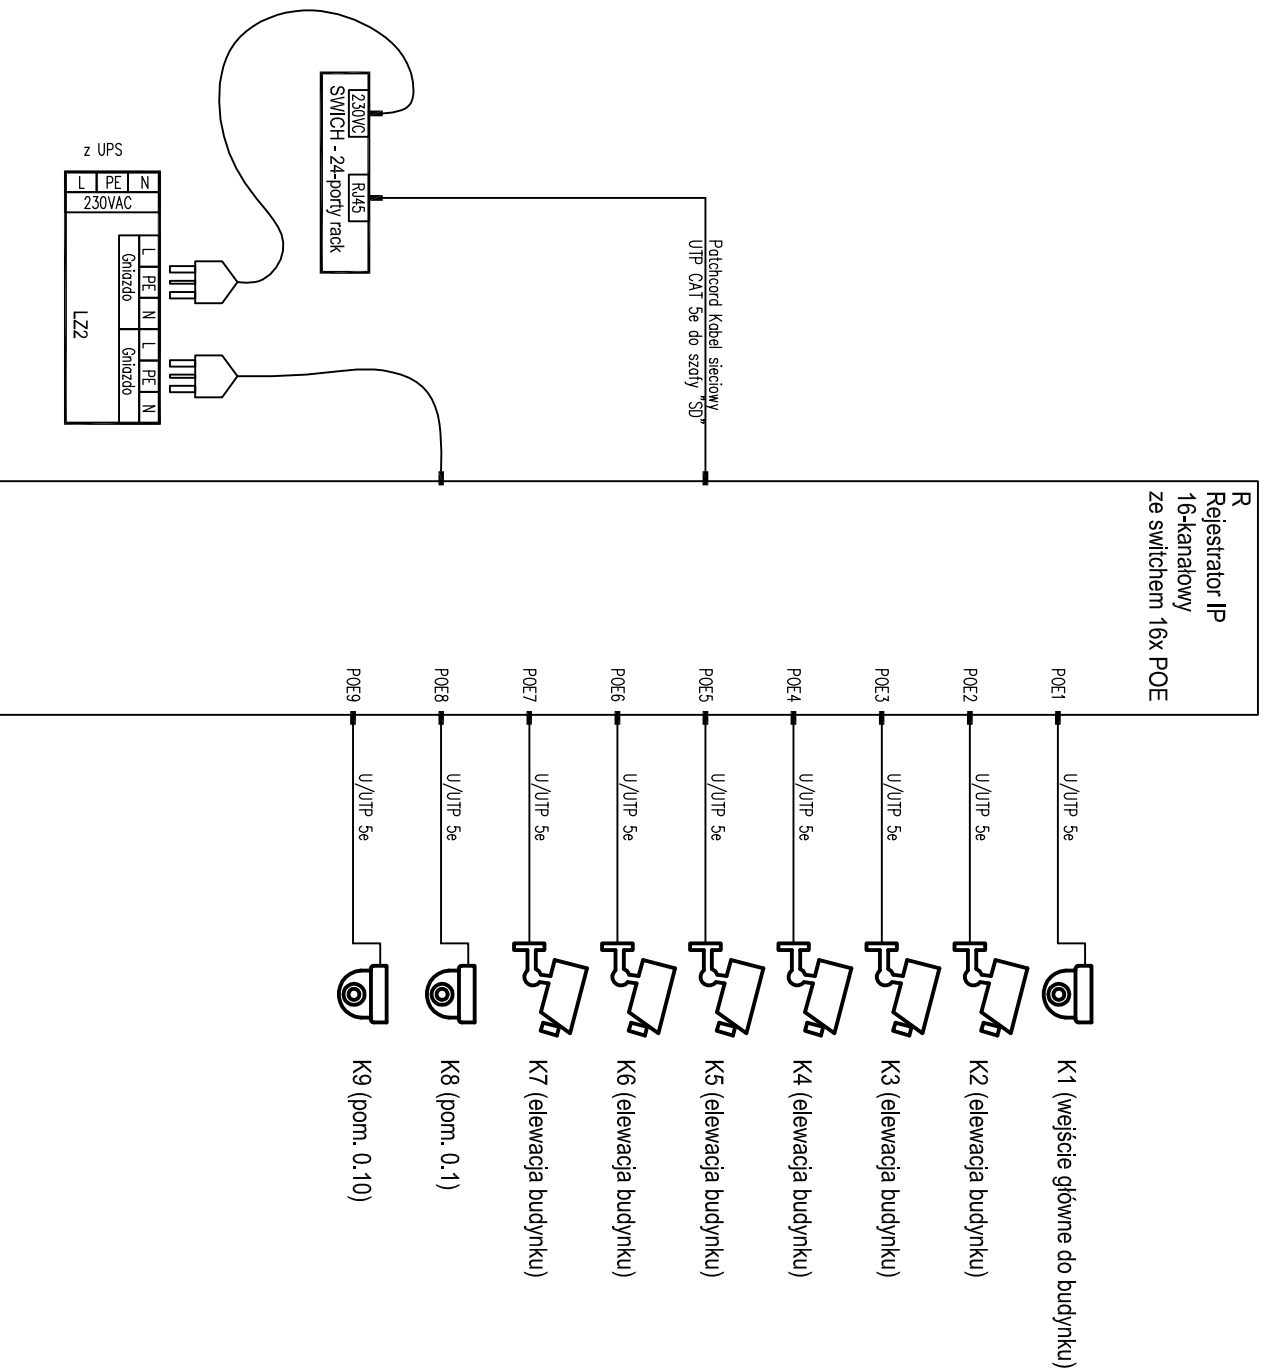 R
Rejestrator IP
16-kanałowy
ze switchem 16x POE
POE1
POE2
POE3
POE4
POE5
POE6
POE7
POE8
POE9
U/UTP 5e
U/UTP 5e
U/UTP 5e
U/UTP 5e
U/UTP 5e
U/UTP 5e
U/UTP 5e
U/UTP 5e
U/UTP 5e
K1 (wejście główne do budynku)
K2 (elewacja budynku)
K3 (elewacja budynku)
K4 (elewacja budynku)
K5 (elewacja budynku)
K6 (elewacja budynku)
K7 (elewacja budynku)
K8 (pom. 0.1)
K9 (pom. 0.10)
Patchcord Kabel sieciowy
UTP CAT 5e do szafy "SD"
230VC
RJ45
SWICH - 24-porty rack
z UPS
L PE N
230VAC
L PE N L PE N
Gniazdo Gniazdo
LZ2